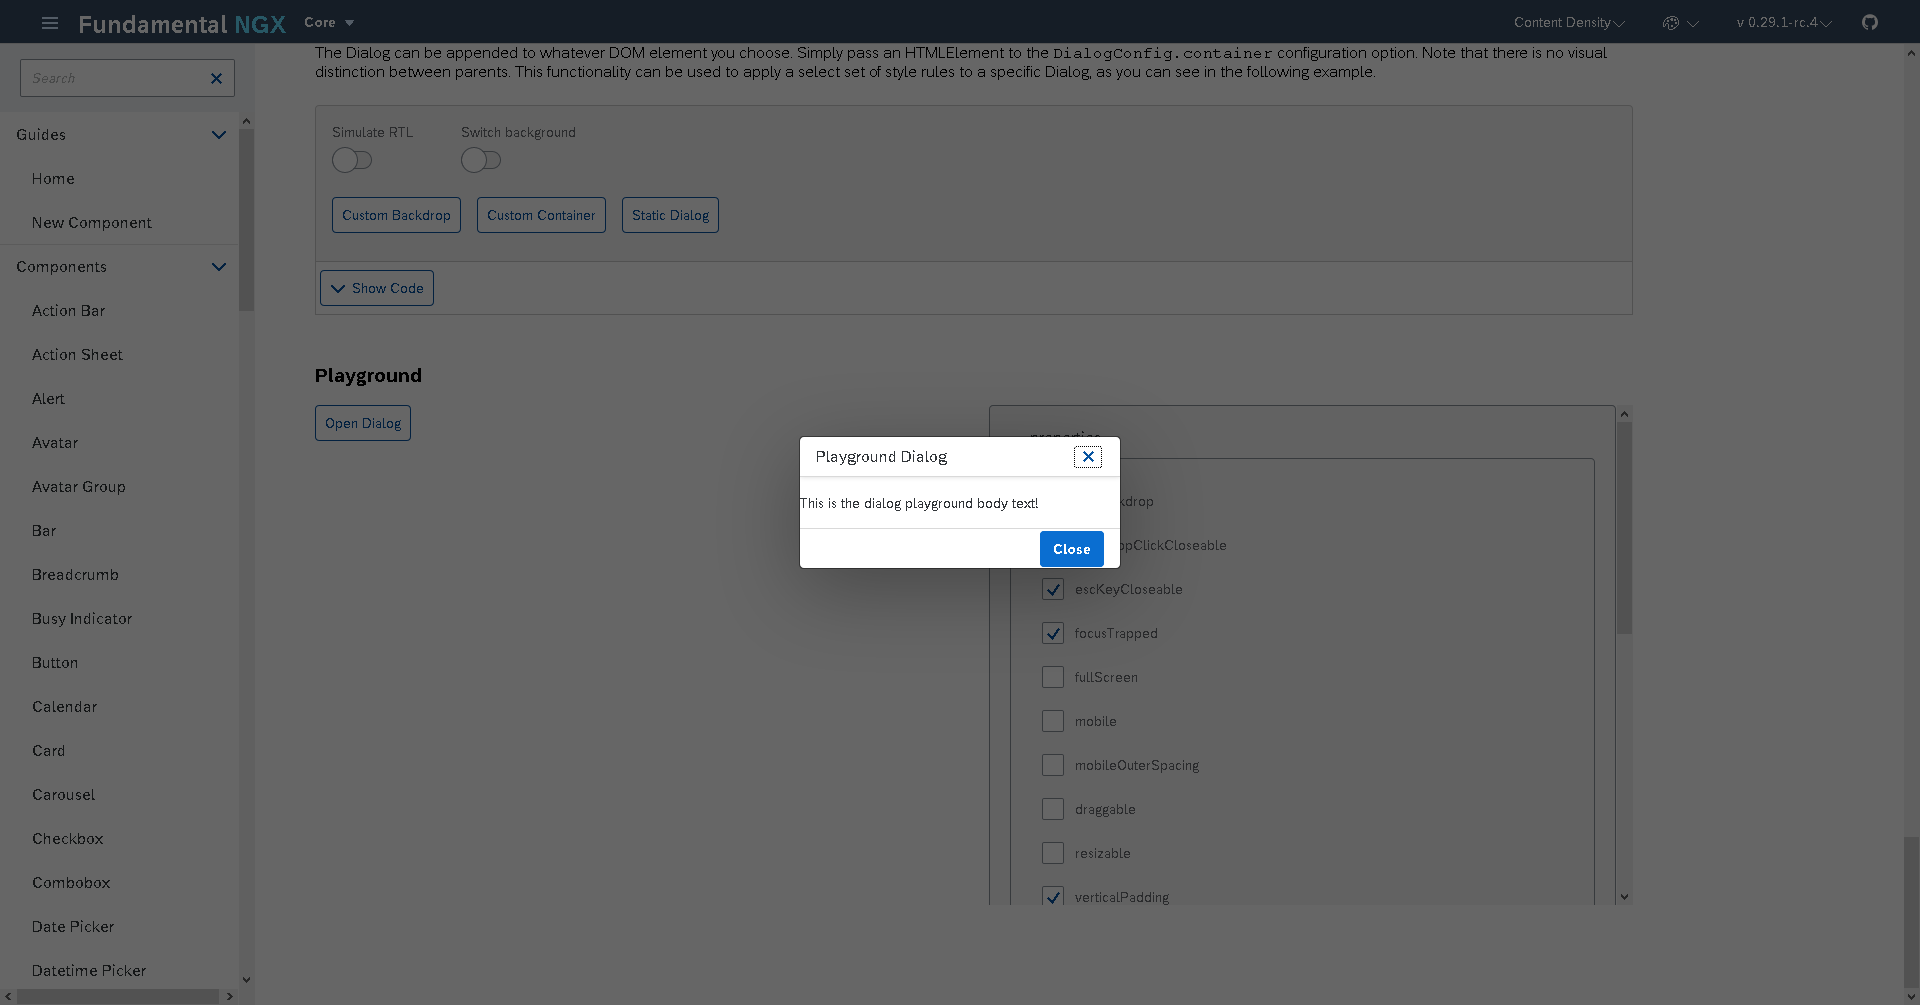 Fundamental NGX Core
Content Density
v 0.29.1-rc.4
The Dialog can be appended to whatever DOM element you choose. Simply pass an HTMLElement to the DialogConfig.container configuration option. Note that there is no visual
distinction between parents. This functionality can be used to apply a select set of style rules to a specific Dialog, as you can see in the following example.
Search
Guides
Home
New Component
Components
Action Bar
Action Sheet
Alert
Avatar
Avatar Group
Bar
Breadcrumb
Busy Indicator
Button
Calendar
Card
Carousel
Checkbox
Combobox
Date Picker
Datetime Picker
Simulate RTL
Switch background
Custom Backdrop
Custom Container
Static Dialog
Show Code
Playground
Open Dialog
Playground Dialog
This is the dialog playground body text!
Close
escKeyCloseable
focusTrapped
fullScreen
mobile
mobileOuterSpacing
draggable
resizable
verticalPadding